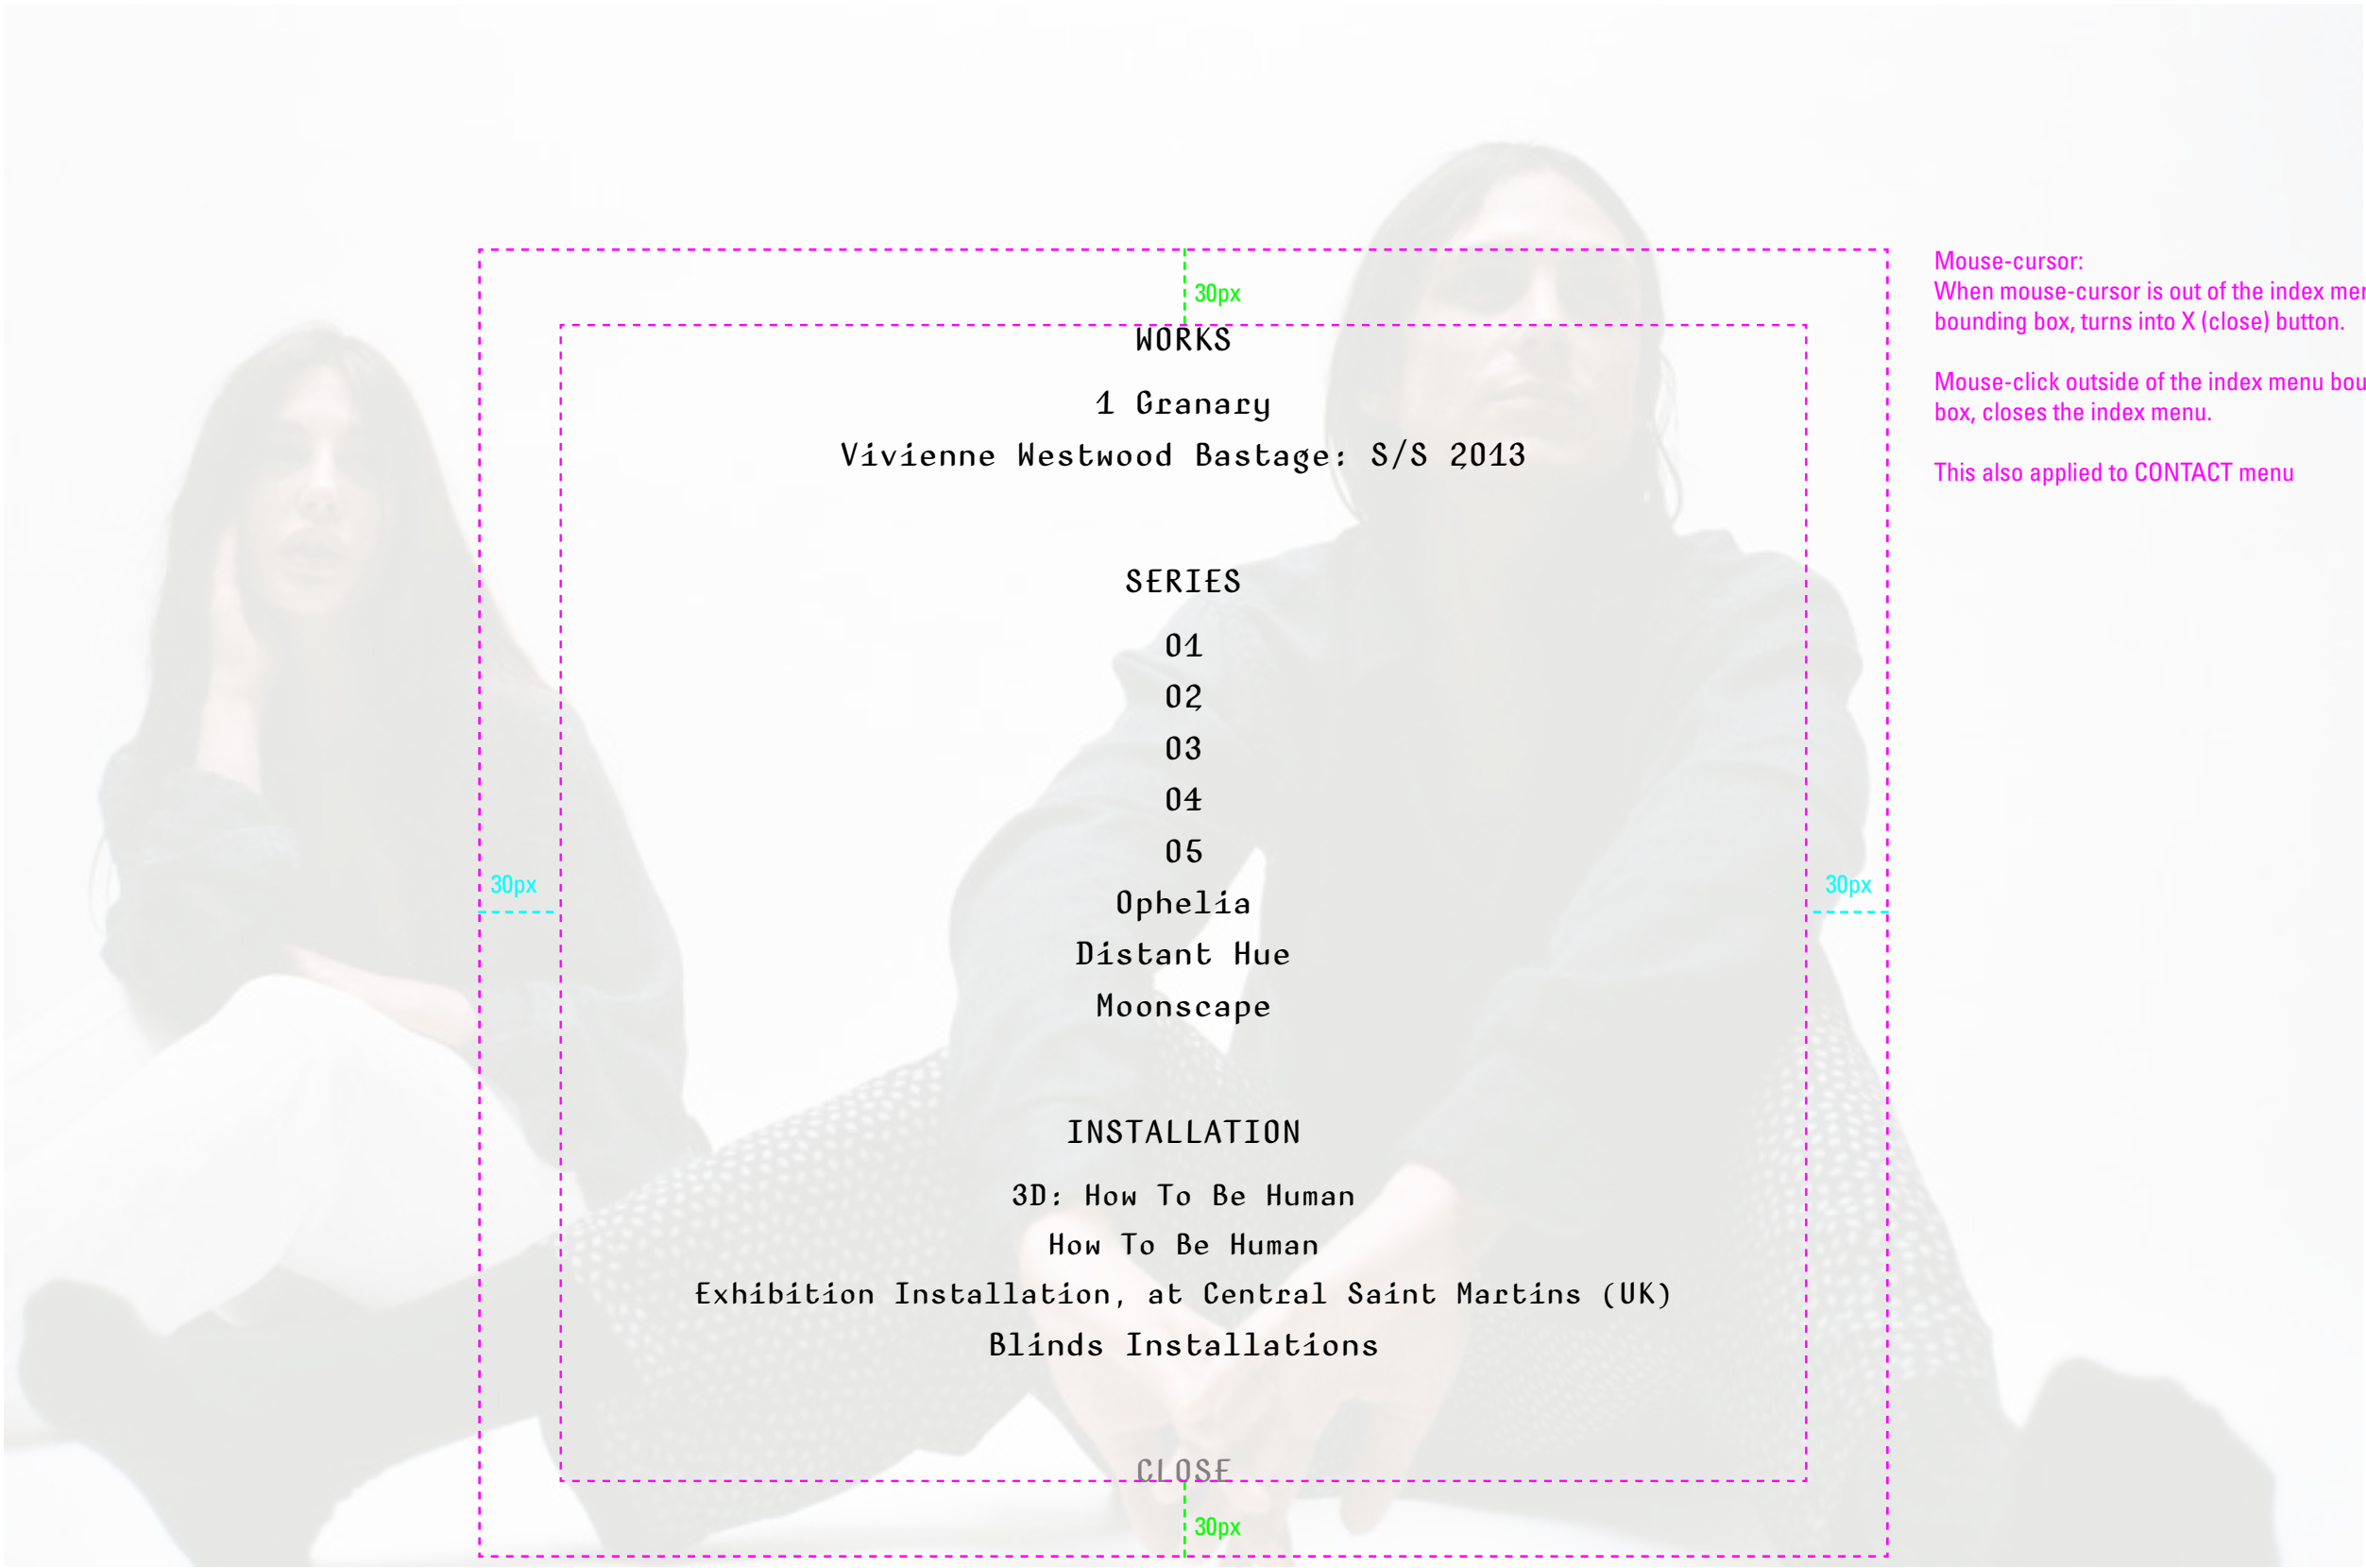 30px
WORKS
1 Granary
Vivienne Westwood Bastage: S/S 2013
SERIES
01
02
03
04
05
Ophelia
Distant Hue
Moonscape
INSTALLATION
3D: How To Be Human
How To Be Human
Exhibition Installation, at Central Saint Martins (UK)
Blinds Installations
CLOSE
30px
30px
30px
Mouse-cursor:
When mouse-cursor is out of the index
bounding box, turns into X (close) button.
Mouse-click outside of the index menu
box, closes the index menu.
This also applied to CONTACT menu